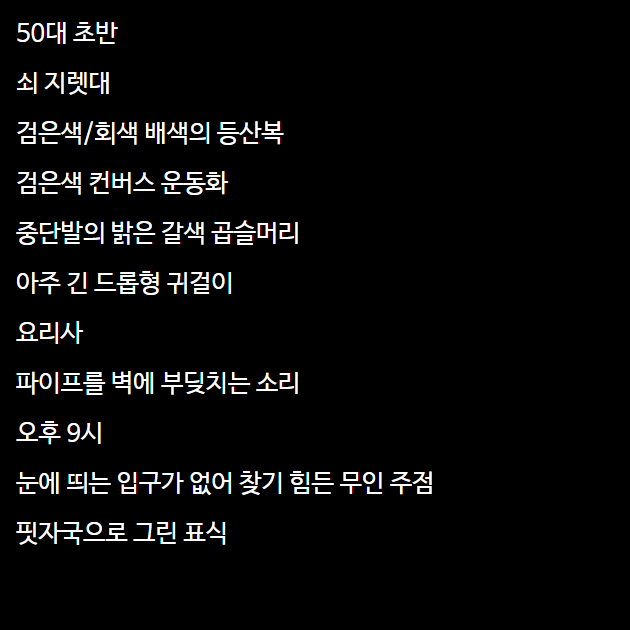 50대 초반
쇠 지렛대
검은색/회색 배색의 등산복
검은색 컨버스 운동화
중단발의 밝은 갈색 곱슬머리
아주 긴 드롭형 귀걸이
요리사
파이프를 벽에 부딪치는 소리
오후 9시
눈에 띄는 입구가 없어 찾기 힘든 무인 주점
핏자국으로 그린 표식